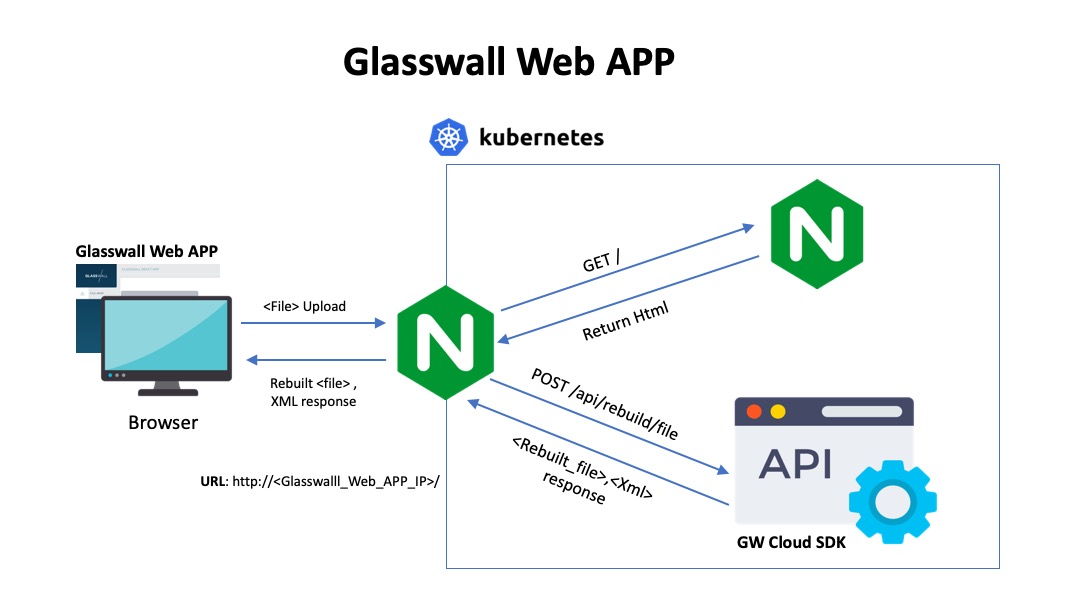 Glasswall Web APP
kubernetes
Glasswall Web APP
GLASSWALL
<File> Upload
Rebuilt <file> ,
XML response
Browser
URL: http://<Glasswalll_Web_APP_IP>/
GET /
Return Html
POST /api/rebuild/file
<Rebuilt_file>,<Xml>
response
API
GW Cloud SDK